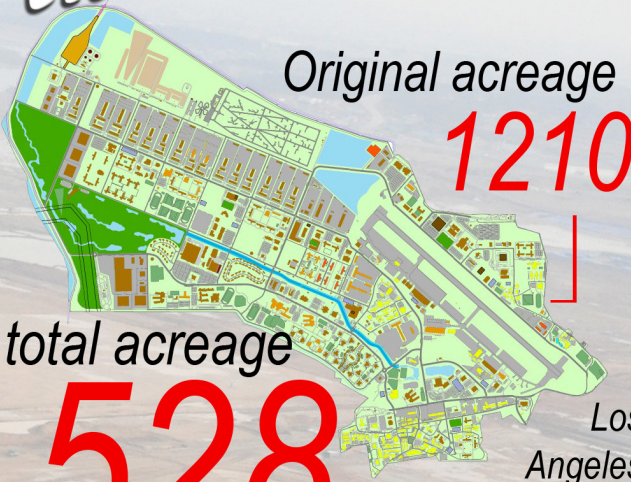 Original acreage
1210
total acreage
528
Los
Angeles